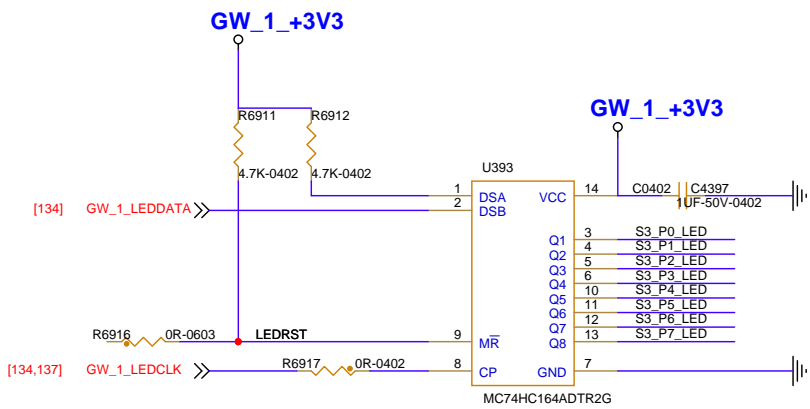 GW_1_+3V3
R6911
R6912
4.7K-0402
4.7K-0402
GW_1_+3V3
U393
1
DSA
VCC
14
C0402
C4397
1UF-50V-0402
[134]
GW_1_LEDDATA
2
DSB
Q1
3
S3_P0_LED
Q2
4
S3_P1_LED
Q3
5
S3_P2_LED
Q4
6
S3_P3_LED
Q5
10
S3_P4_LED
Q6
11
S3_P5_LED
Q7
12
S3_P6_LED
Q8
13
S3_P7_LED
R6916
0R-0603
LEDRST
9
MR
[134,137]
GW_1_LEDCLK
R6917
0R-0402
8
CP
GND
7
MC74HC164ADTR2G